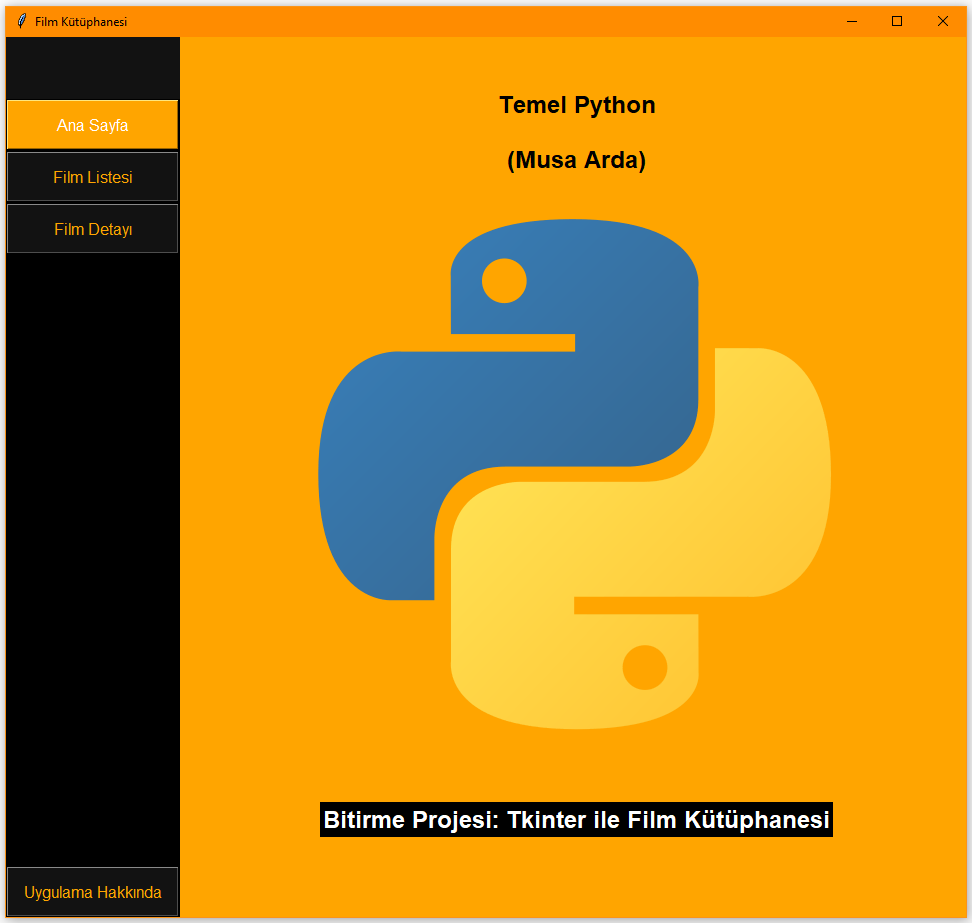 Film Kütüphanesi
Ana Sayfa
Film Listesi
Film Detayı
Uygulama Hakkında
Temel Python
(Musa Arda)
Bitirme Projesi: Tkinter ile Film Kütüphanesi